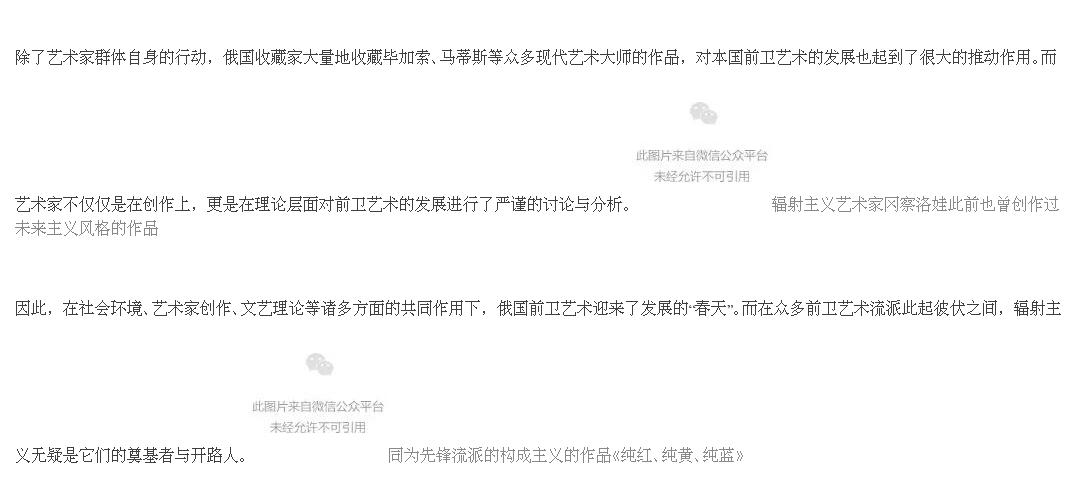 除了艺术家群体自身的行动，俄国收藏家大量地收藏毕加索、马蒂斯等众多现代艺术大师的作品，对本国前卫艺术的发展也起到了很大的推动作用。而
此图片来自微信公众平台
未经允许不可引用
艺术家不仅仅是在创作上，更是在理论层面对前卫艺术的发展进行了严谨的讨论与分析。 辐射主义艺术家冈察洛娃此前也曾创作过
未来主义风格的作品
因此，在社会环境、艺术家创作、文艺理论等诸多方面的共同作用下，俄国前卫艺术迎来了发展的“春天”。而在众多前卫艺术流派此起彼伏之间，辐射主
此图片来自微信公众平台
未经允许不可引用
义无疑是它们的奠基者与开路人。 同为先锋流派的构成主义的作品《纯红、纯黄、纯蓝》